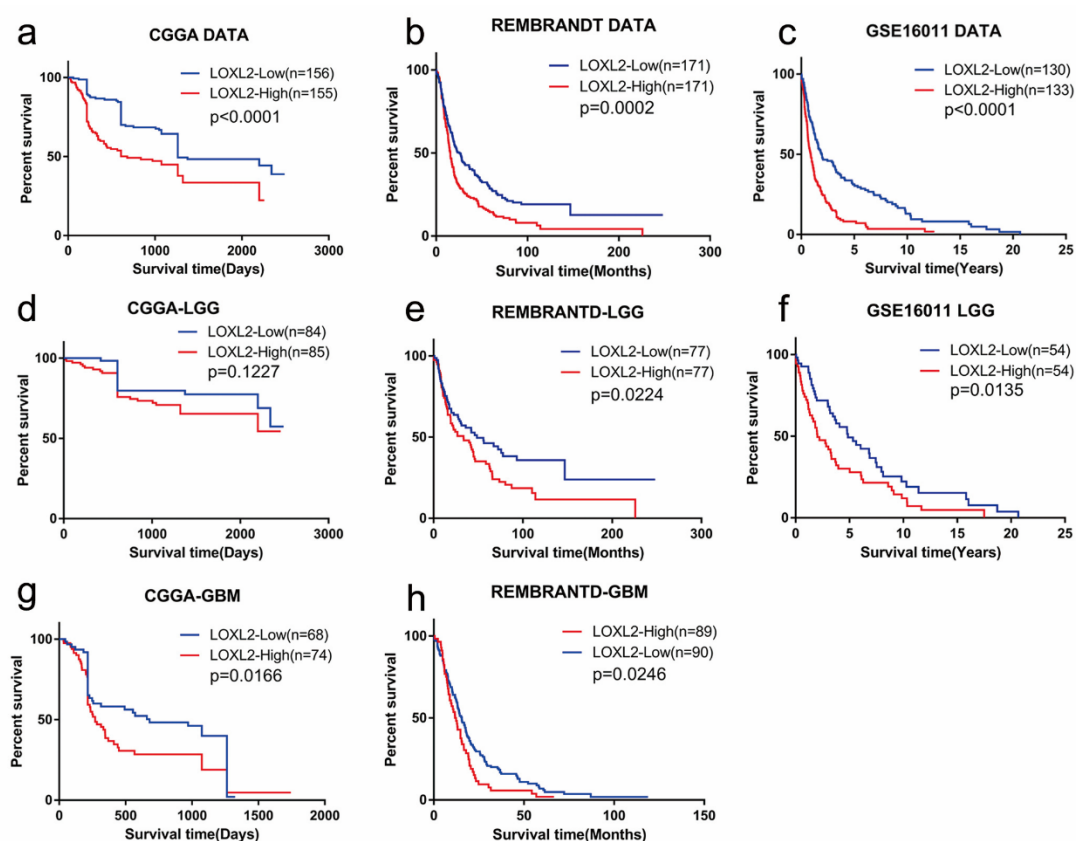 a
CGGA DATA
LOXL2-Low(n=156)
LOXL2-High(n=155)
p<0.0001
Percent survival
100
50
0
0
1000
2000
3000
Survival time(Days)
b
REMBRANDT DATA
LOXL2-Low(n=171)
LOXL2-High(n=171)
p=0.0002
Percent survival
100
50
0
0
100
200
300
Survival time(Months)
c
GSE16011 DATA
LOXL2-Low(n=130)
LOXL2-High(n=133)
p<0.0001
Percent survival
100
50
0
0
5
10
15
20
25
Survival time(Years)
d
CGGA-LGG
LOXL2-Low(n=84)
LOXL2-High(n=85)
p=0.1227
Percent survival
100
50
0
0
1000
2000
3000
Survival time(Days)
e
REMBRANTD-LGG
LOXL2-Low(n=77)
LOXL2-High(n=77)
p=0.0224
Percent survival
100
50
0
0
100
200
300
Survival time(Months)
f
GSE16011 LGG
LOXL2-Low(n=54)
LOXL2-High(n=54)
p=0.0135
Percent survival
100
50
0
0
5
10
15
20
25
Survival time(Years)
g
CGGA-GBM
LOXL2-Low(n=68)
LOXL2-High(n=74)
p=0.0166
Percent survival
100
50
0
0
500
1000
1500
2000
Survival time(Days)
h
REMBRANTD-GBM
LOXL2-High(n=89)
LOXL2-Low(n=90)
p=0.0246
Percent survival
100
50
0
0
50
100
150
Survival time(Months)